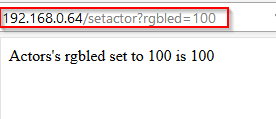 192.168.0.64/setactor?rgbled=100
Actors's rgbled set to 100 is 100